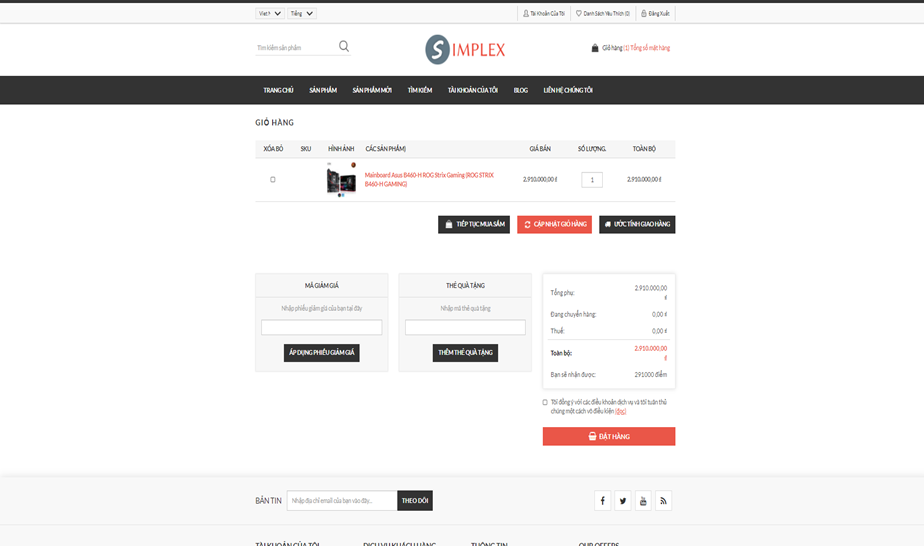 Tiếng
Tài Khoản Của Tôi
Danh Sách Yêu Thích (0)
Đăng Xuất
Tìm kiếm sản phẩm
SIMPLEX
Giỏ hàng (1) Tổng số mặt hàng
TRANG CHỦ SẢN PHẨM SẢN PHẨM MỚI TÌM KIẾM TÀI KHOẢN CỦA TÔI BLOG LIÊN HỆ CHÚNG TÔI
GIỎ HÀNG
XÓA BỎ SKU HÌNH ẢNH CÁC SẢN PHẨM) GIÁ BÁN SỐ LƯỢNG. TOÀN BỘ
Mainboard Asus B460-H ROG Strix Gaming (ROG STRIX
B460-H GAMING)
2.910.000,00 ₫ 1 2.910.000,00 ₫
TIẾP TỤC MUA SẮM CẬP NHẬT GIỎ HÀNG ƯỚC TÍNH GIAO HÀNG
MÃ GIẢM GIÁ
Nhập phiếu giảm giá của bạn tại đây
ÁP DỤNG PHIẾU GIẢM GIÁ
THẺ QUÀ TẶNG
Nhập mã thẻ quà tặng
THÊM THẺ QUÀ TẶNG
Tổng phụ: 2.910.000,00
₫
Đang chuyển hàng: 0,00 ₫
Thuế: 0,00 ₫
Toàn bộ: 2.910.000,00
₫
Bạn sẽ nhận được: 291000 điểm
Tôi đồng ý với các điều khoản dịch vụ và tôi tuân thủ
chúng một cách vô điều kiện (đọc)
ĐẶT HÀNG
BẢN TIN
Nhập địa chỉ email của bạn vào đây...
THEO DÕI
TÀI KHOẢN CỦA TÔI DỊCH VỤ KHÁCH HÀNG THÔNG TIN OUR OFFERS